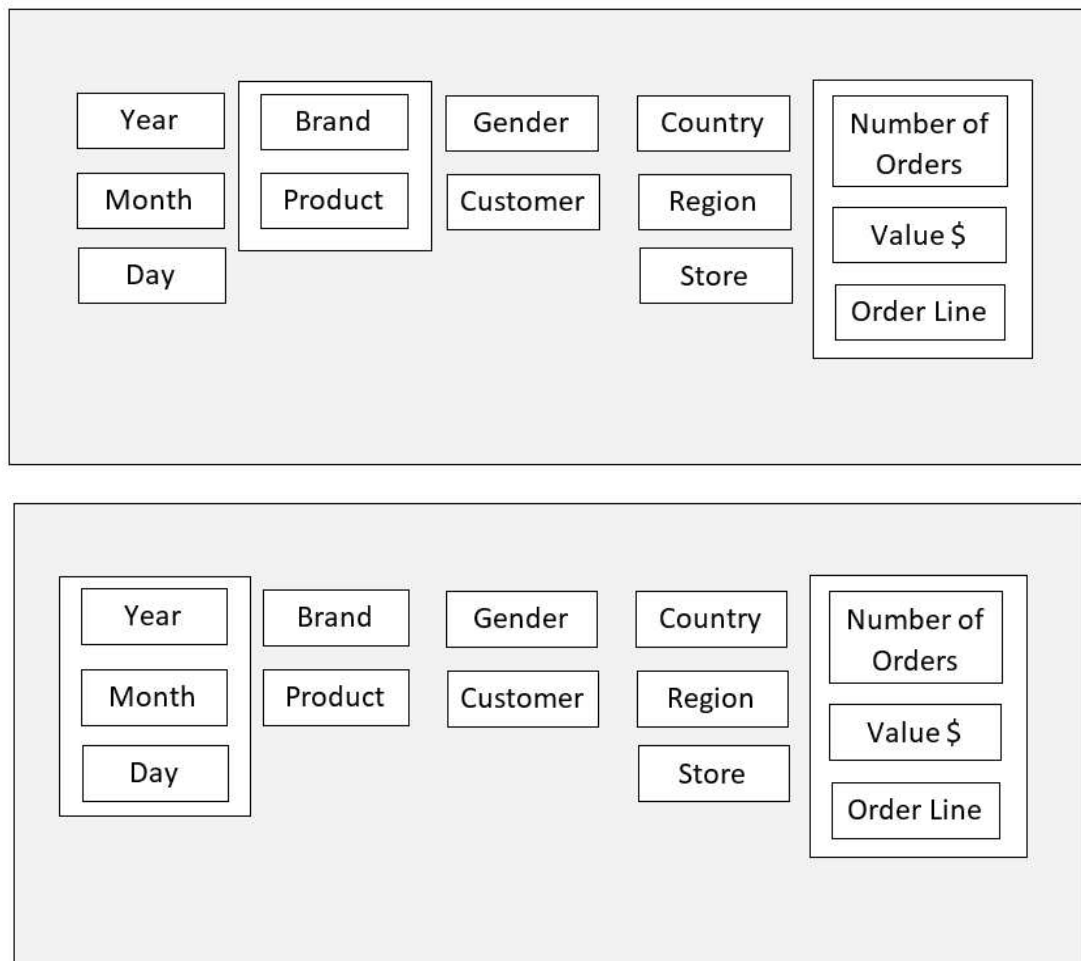 Year
Brand
Gender
Country
Number of
Orders
Month
Product
Customer
Region
Value $
Day
Store
Order Line
Year
Brand
Gender
Country
Number of
Orders
Month
Product
Customer
Region
Value $
Day
Store
Order Line